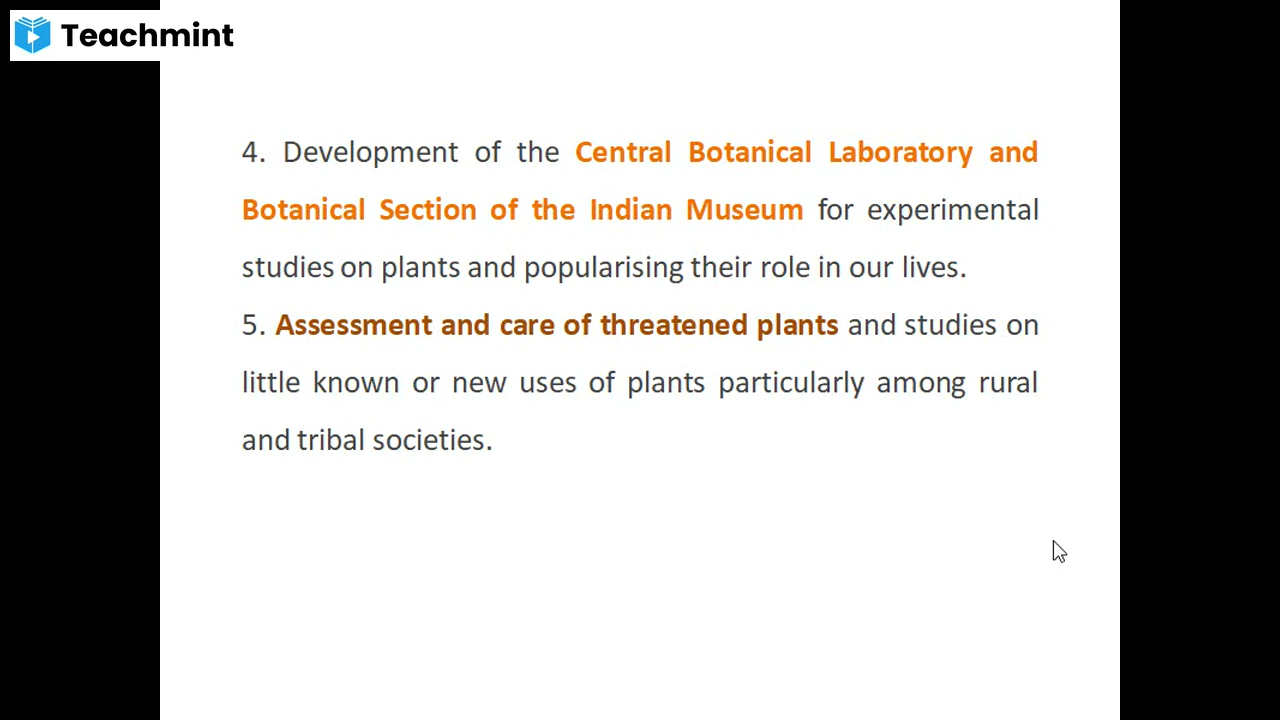 Teachmint
4. Development of the Central Botanical Laboratory and
Botanical Section of the Indian Museum for experimental
studies on plants and popularising their role in our lives.
5. Assessment and care of threatened plants and studies on
little known or new uses of plants particularly among rural
and tribal societies.